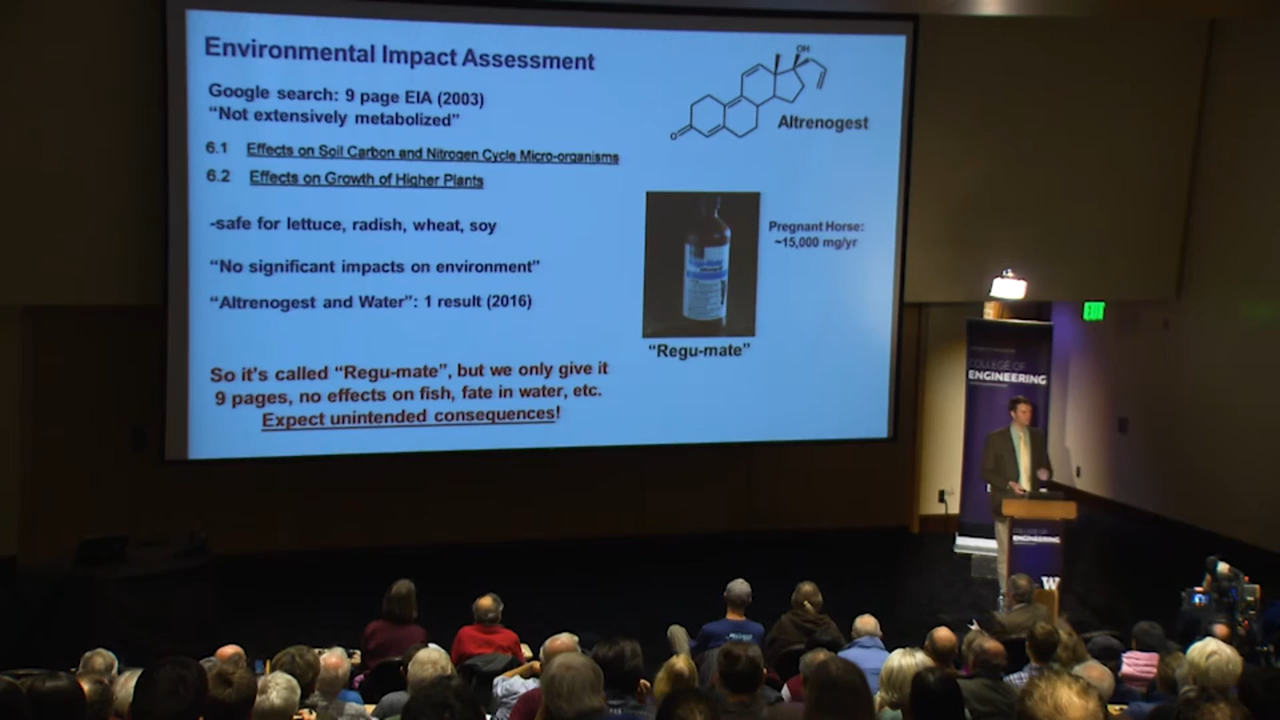 Environmental Impact Assessment
Google search: 9 page EIA (2003)
“Not extensively metabolized”
6.1 Effects on Soil Carbon and Nitrogen Cycle Micro-organisms
6.2 Effects on Growth of Higher Plants
-safe for lettuce, radish, wheat, soy
“No significant impacts on environment”
“Altrenogest and Water”: 1 result (2016)
So it's called “Regu-mate”, but we only give it
9 pages, no effects on fish, fate in water, etc.
Expect unintended consequences!
OH
O
Altrenogest
Pregnant Horse:
~15,000 mg/yr
“Regu-mate”
EXIT
COLLEGE OF
ENGINEERING
COLLEGE OF
ENGINEERING
W